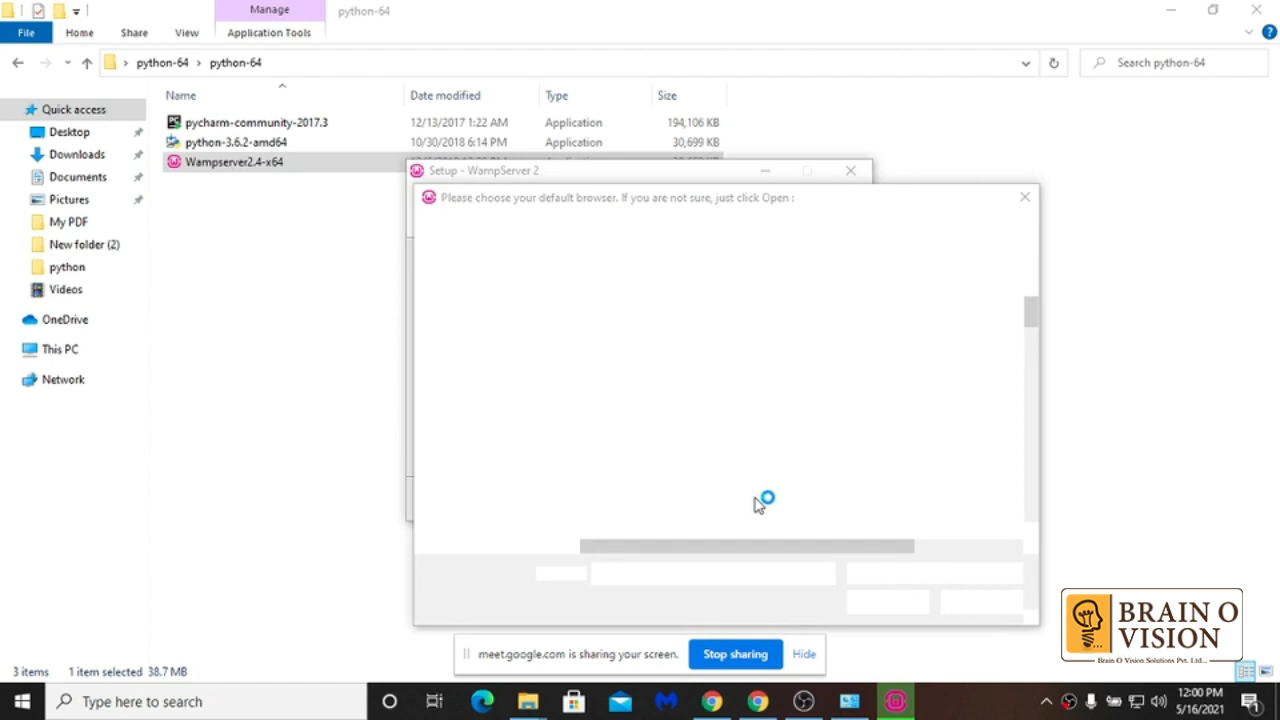 python-64
Manage
File
Home
Share
View
Application Tools
python-64
python-64
Search python-64
Name
Date modified
Type
Size
Quick access
Desktop
Downloads
Documents
Pictures
My PDF
New folder (2)
python
Videos
OneDrive
This PC
Network
pycharm-community-2017.3 12/13/2017 1:22 AM Application 194,106 KB
python-3.6.2-amd64 10/30/2018 6:14 PM Application 30,699 KB
Wampserver2.4-x64
Setup - WampServer 2
Please choose your default browser. If you are not sure, just click Open :
meet.google.com is sharing your screen.
Stop sharing
Hide
BRAIN O
VISION
Brain O Vision Solutions Pvt. Ltd...
3 items
1 item selected 38.7 MB
Type here to search
12:00 PM
5/16/2021
1